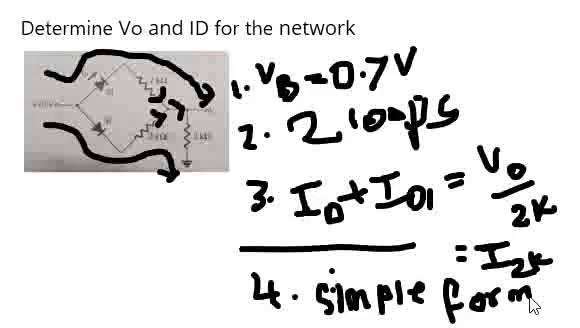 Determine Vo and ID for the network
1. VB = 0.7V
2. 2 loops
3. ID + ID1 = Vo/2K
= I2K
4. simple form